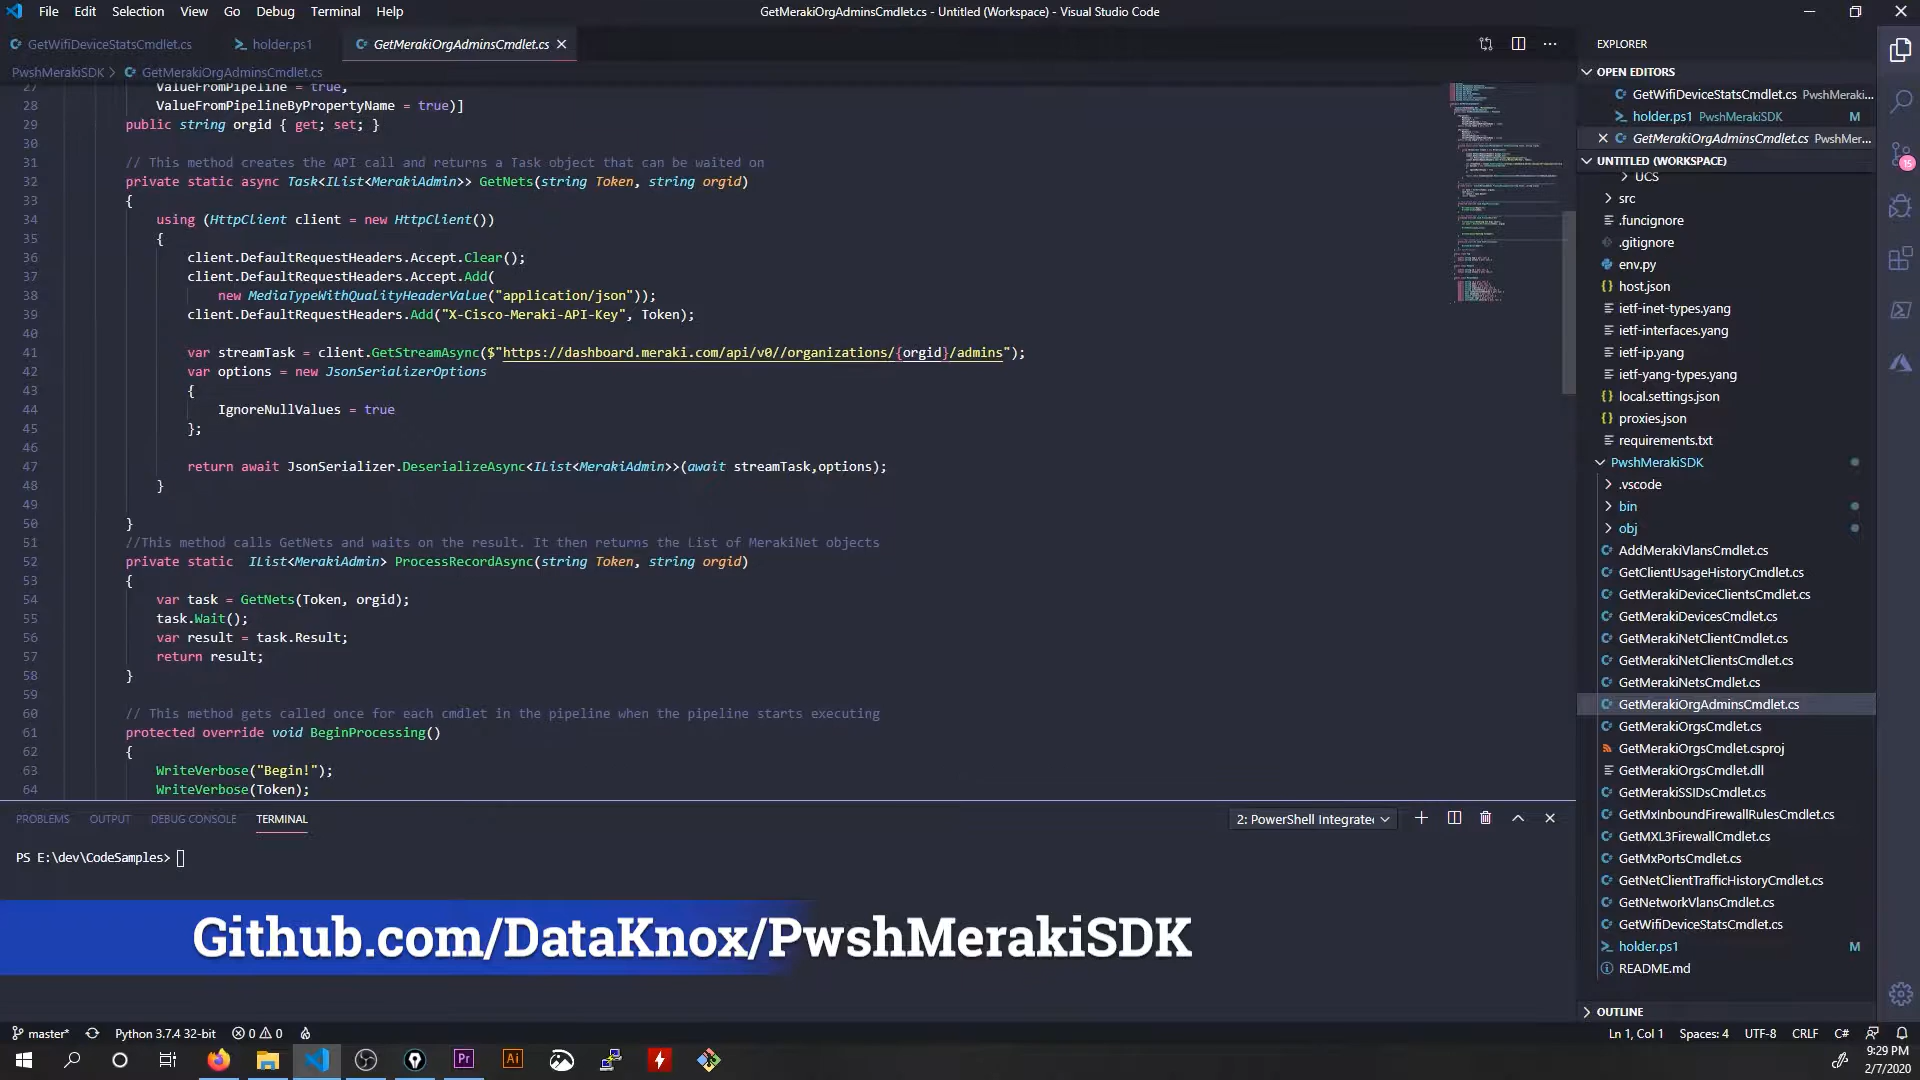 File Edit Selection View Go Debug Terminal Help
GetMerakiOrgAdminsCmdlet.cs - Untitled (Workspace) - Visual Studio Code
GetWifiDeviceStatsCmdlet.cs
holder.ps1
GetMerakiOrgAdminsCmdlet.cs
PwshMerakiSDK > GetMerakiOrgAdminsCmdlet.cs
27 ValueFromPipeline = true,
28 ValueFromPipelineByPropertyName = true)]
29 public string orgid { get; set; }
30
31 // This method creates the API call and returns a Task object that can be waited on
32 private static async Task<IList<MerakiAdmin>> GetNets(string Token, string orgid)
33 {
34 using (HttpClient client = new HttpClient())
35 {
36 client.DefaultRequestHeaders.Accept.Clear();
37 client.DefaultRequestHeaders.Accept.Add(
38 new MediaTypeWithQualityHeaderValue("application/json"));
39 client.DefaultRequestHeaders.Add("X-Cisco-Meraki-API-Key", Token);
40
41 var streamTask = client.GetStreamAsync($"https://dashboard.meraki.com/api/v0//organizations/{orgid}/admins");
42 var options = new JsonSerializerOptions
43 {
44 IgnoreNullValues = true
45 };
46
47 return await JsonSerializer.DeserializeAsync<IList<MerakiAdmin>>(await streamTask,options);
48 }
49
50 }
51 //This method calls GetNets and waits on the result. It then returns the List of MerakiNet objects
52 private static IList<MerakiAdmin> ProcessRecordAsync(string Token, string orgid)
53 {
54 var task = GetNets(Token, orgid);
55 task.Wait();
56 var result = task.Result;
57 return result;
58 }
59
60 // This method gets called once for each cmdlet in the pipeline when the pipeline starts executing
61 protected override void BeginProcessing()
62 {
63 WriteVerbose("Begin!");
64 WriteVerbose(Token);
PROBLEMS OUTPUT DEBUG CONSOLE TERMINAL
2: PowerShell Integrate
PS E:\dev\CodeSamples>
Github.com/DataKnox/PwshMerakiSDK
EXPLORER
OPEN EDITORS
GetWifiDeviceStatsCmdlet.cs PwshMeraki...
holder.ps1 PwshMerakiSDK M
GetMerakiOrgAdminsCmdlet.cs PwshMer...
UNTITLED (WORKSPACE)
UCS
src
.funcignore
.gitignore
env.py
host.json
ietf-inet-types.yang
ietf-interfaces.yang
ietf-ip.yang
ietf-yang-types.yang
local.settings.json
proxies.json
requirements.txt
PwshMerakiSDK
.vscode
bin
obj
AddMerakiVlansCmdlet.cs
GetClientUsageHistoryCmdlet.cs
GetMerakiDeviceClientsCmdlet.cs
GetMerakiDevicesCmdlet.cs
GetMerakiNetClientCmdlet.cs
GetMerakiNetClientsCmdlet.cs
GetMerakiNetsCmdlet.cs
GetMerakiOrgAdminsCmdlet.cs
GetMerakiOrgsCmdlet.cs
GetMerakiOrgsCmdlet.csproj
GetMerakiOrgsCmdlet.dll
GetMerakiSSIDsCmdlet.cs
GetMxInboundFirewallRulesCmdlet.cs
GetMXL3FirewallCmdlet.cs
GetMxPortsCmdlet.cs
GetNetClientTrafficHistoryCmdlet.cs
GetNetworkVlansCmdlet.cs
GetWifiDeviceStatsCmdlet.cs
holder.ps1 M
README.md
OUTLINE
15
master* Python 3.7.4 32-bit 0 0
Ln 1, Col 1 Spaces: 4 UTF-8 CRLF C#
Pr
Ai
9:29 PM
2/7/2020